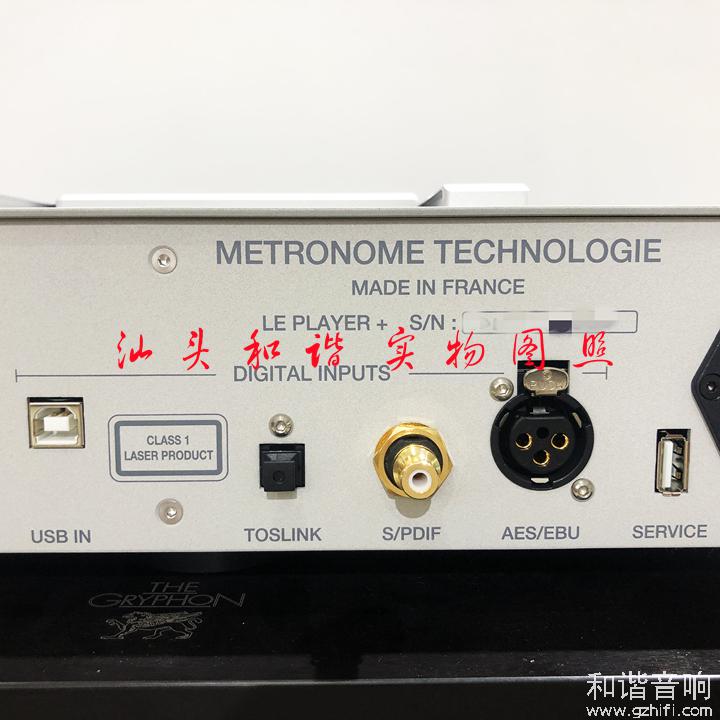 METRONOME TECHNOLOGIE
MADE IN FRANCE
LE PLAYER + S/N :
汕头和谐实物图照
DIGITAL INPUTS
PUSH
CLASS 1
LASER PRODUCT
USB IN
TOSLINK
S/PDIF
AES/EBU
SERVICE
THE
GRYPHON
和谐音响
www.gzhifi.com